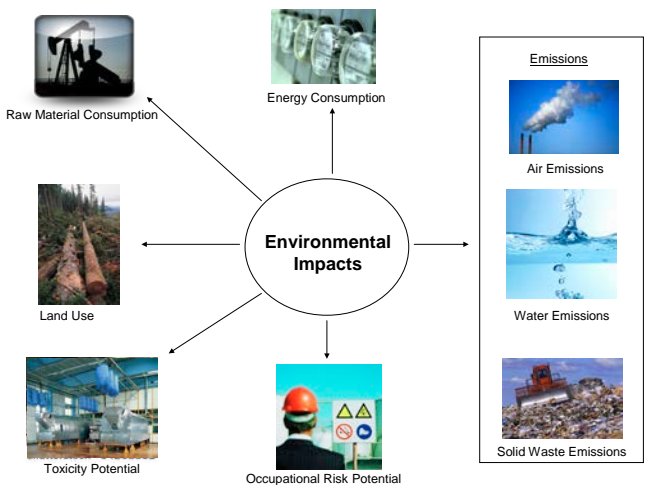 Raw Material Consumption
Energy Consumption
Emissions
Air Emissions
Environmental
Impacts
Land Use
Water Emissions
Toxicity Potential
Occupational Risk Potential
Solid Waste Emissions